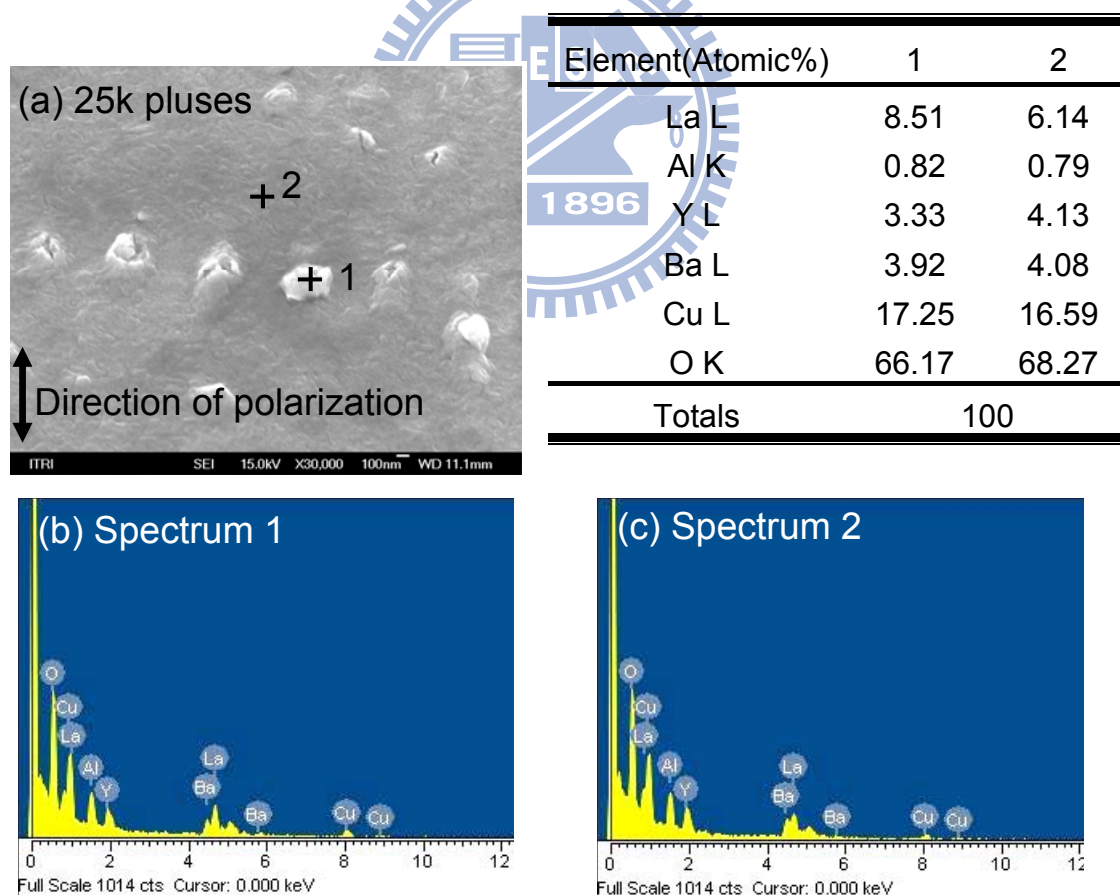 (a) 25k pluses
2
1
Direction of polarization
ITRI SEI 15.0kV X30,000 100nm WD 11.1mm
E S
1896
Element(Atomic%) 1 2
La L 8.51 6.14
Al K 0.82 0.79
Y L 3.33 4.13
Ba L 3.92 4.08
Cu L 17.25 16.59
O K 66.17 68.27
Totals 100
(b) Spectrum 1
O
Cu
La
Al
Y
La
Ba
Ba
Cu
Cu
0 2 4 6 8 10 12
Full Scale 1014 cts Cursor: 0.000 keV
(c) Spectrum 2
O
Cu
La
Al
Y
La
Ba
Ba
Cu
Cu
0 2 4 6 8 10
Full Scale 1014 cts Cursor: 0.000 keV